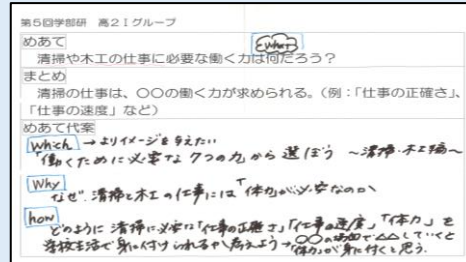 第5回学部研 高2Ⅰグループ
めあて
what
清掃や木工の仕事に必要な働く力は何だろう？
まとめ
清掃の仕事は、〇〇の働く力が求められる。（例：「仕事の正確さ」、
「仕事の速度」など）
めあて代案
which → よりイメージを与えたい
「働くために必要な7つの力」から選ぼう ～清掃・木工編～
Why
なぜ、清掃と木工の仕事には「体力」が必要なのか
how
どのように清掃に必要な「仕事の正確さ」「仕事の速度」「体力」を
学校生活で身に付けられるか考えよう→〇〇の場面で△△していくと
「体力」が身に付くと思う.